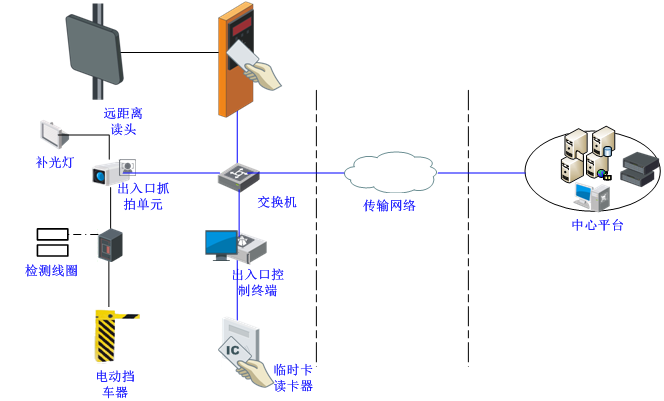 远距离
读头
补光灯
出入口抓
拍单元
交换机
传输网络
中心平台
检测线圈
出入口控
制终端
IC
临时卡
读卡器
电动挡
车器